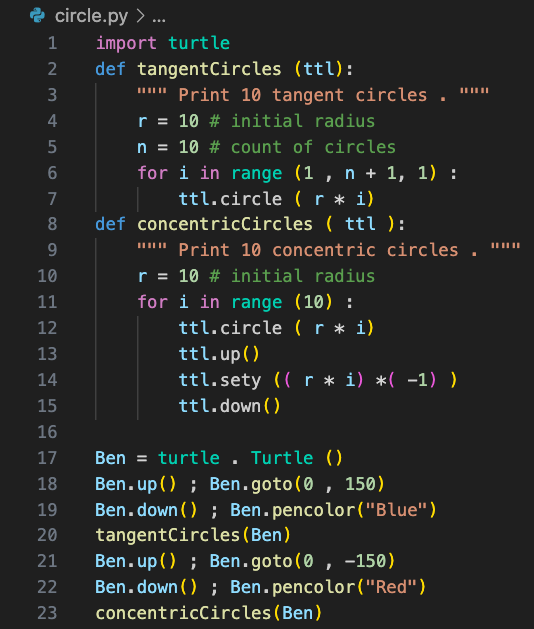 circle.py > ...
1 import turtle
2 def tangentCircles (ttl):
3     """ Print 10 tangent circles . """
4     r = 10 # initial radius
5     n = 10 # count of circles
6     for i in range (1 , n + 1, 1) :
7         ttl.circle ( r * i)
8 def concentricCircles ( ttl ):
9     """ Print 10 concentric circles . """
10     r = 10 # initial radius
11     for i in range (10) :
12         ttl.circle ( r * i)
13         ttl.up()
14         ttl.sety (( r * i) *( -1) )
15         ttl.down()
16
17 Ben = turtle . Turtle ()
18 Ben.up() ; Ben.goto(0 , 150)
19 Ben.down() ; Ben.pencolor("Blue")
20 tangentCircles(Ben)
21 Ben.up() ; Ben.goto(0 , -150)
22 Ben.down() ; Ben.pencolor("Red")
23 concentricCircles(Ben)